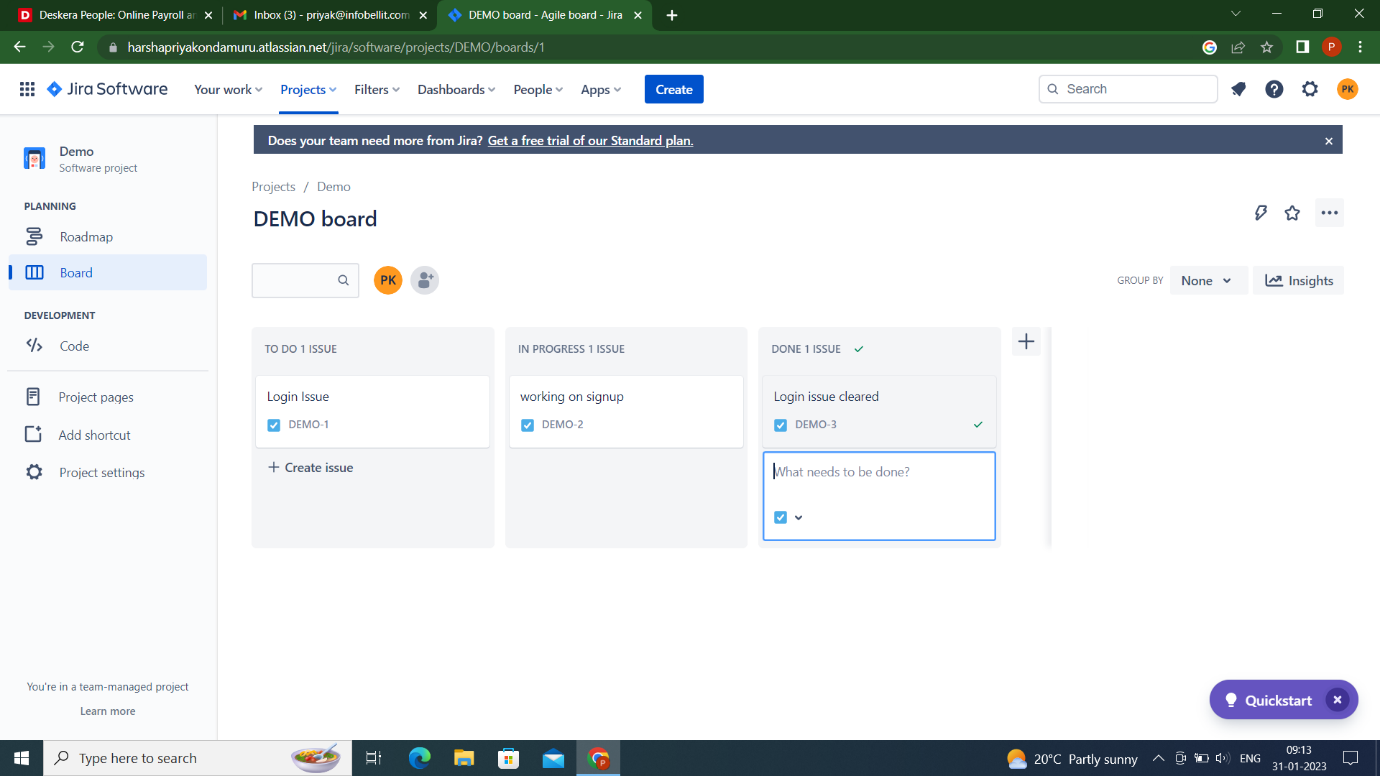 Deskera People: Online Payroll an
Inbox (3) - priyak@infobellit.com
DEMO board - Agile board - Jira
harshapriyakondamuru.atlassian.net/jira/software/projects/DEMO/boards/1
P
Jira Software
Your work
Projects
Filters
Dashboards
People
Apps
Create
Search
PK
Does your team need more from Jira? Get a free trial of our Standard plan.
Demo
Software project
PLANNING
Roadmap
Board
DEVELOPMENT
Code
Project pages
Add shortcut
Project settings
You're in a team-managed project
Learn more
Projects / Demo
DEMO board
PK
GROUP BY None
Insights
TO DO 1 ISSUE
Login Issue
DEMO-1
+ Create issue
IN PROGRESS 1 ISSUE
working on signup
DEMO-2
DONE 1 ISSUE
Login issue cleared
DEMO-3
What needs to be done?
Quickstart
Type here to search
P
20°C Partly sunny
ENG
09:13
31-01-2023